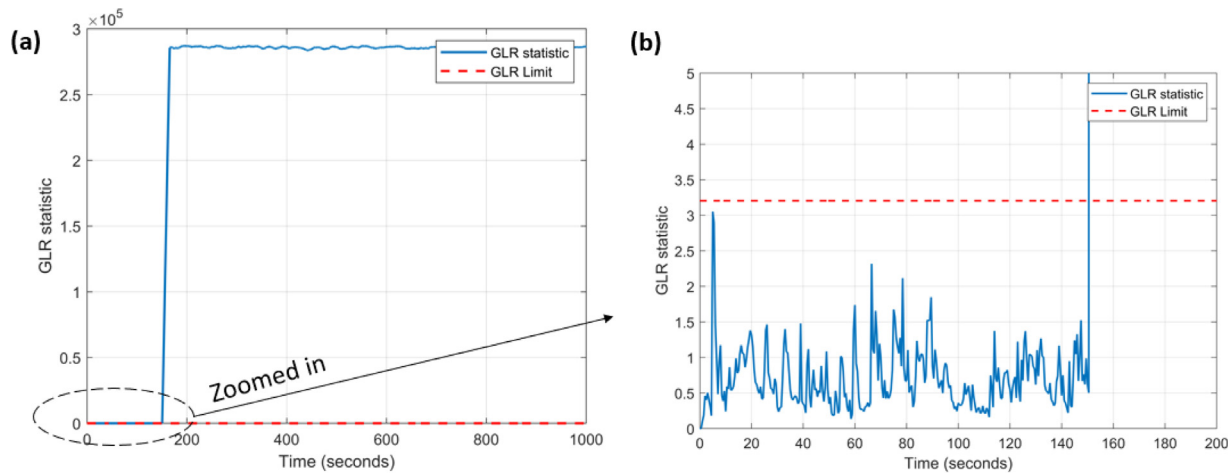 (a)
×10⁵
3
2.5
2
1.5
1
0.5
0
GLR statistic
GLR statistic
GLR Limit
Zoomed in
200 400 600 800 1000
Time (seconds)
(b)
5
4.5
4
3.5
3
2.5
2
1.5
1
0.5
0
GLR statistic
GLR statistic
GLR Limit
0 20 40 60 80 100 120 140 160 180 200
Time (seconds)